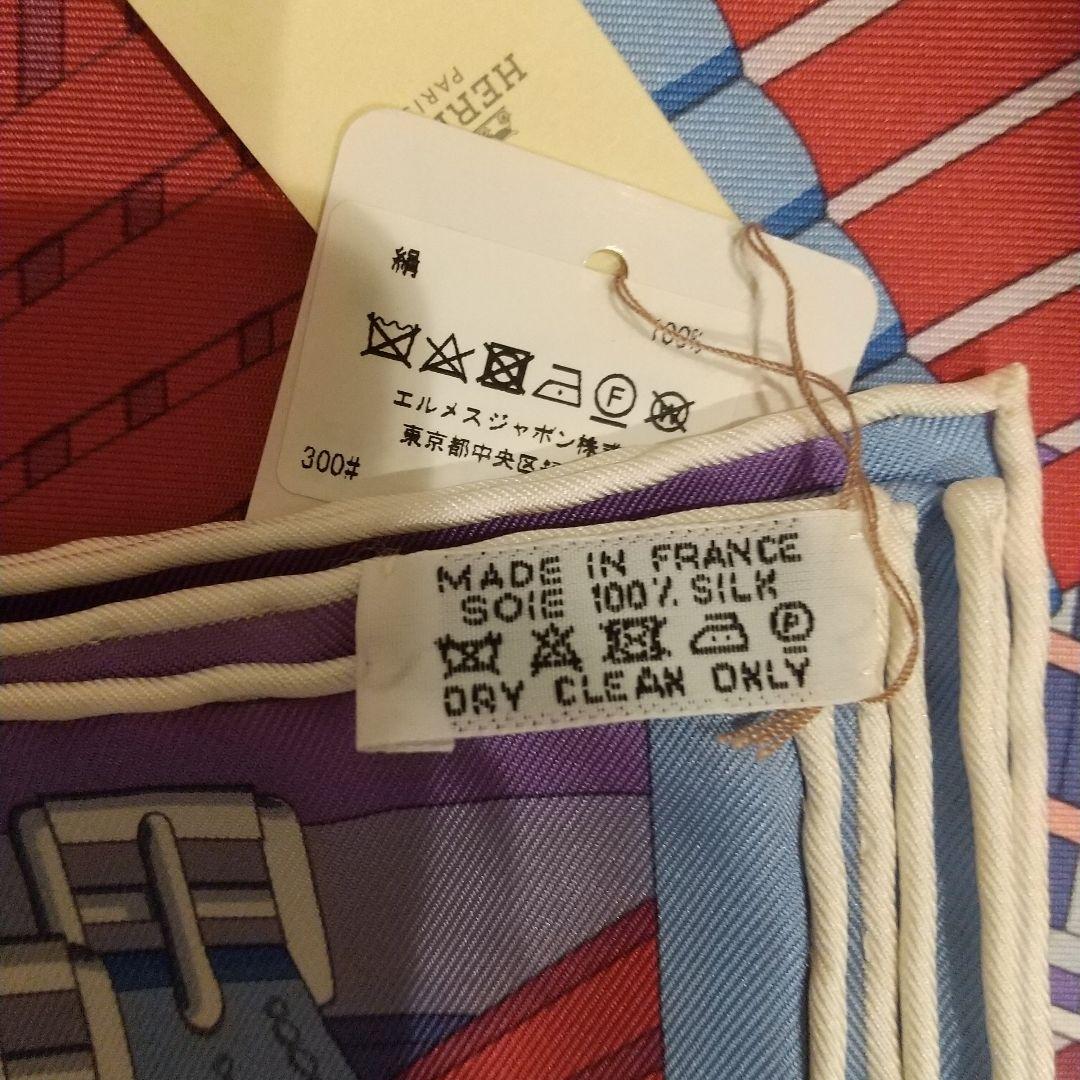 PARIS
絹
100%
F
W
エルメスジャポン株式
東京都中央区
300#
MADE IN FRANCE
SOIE 100% SILK
P
DRY CLEAN ONLY